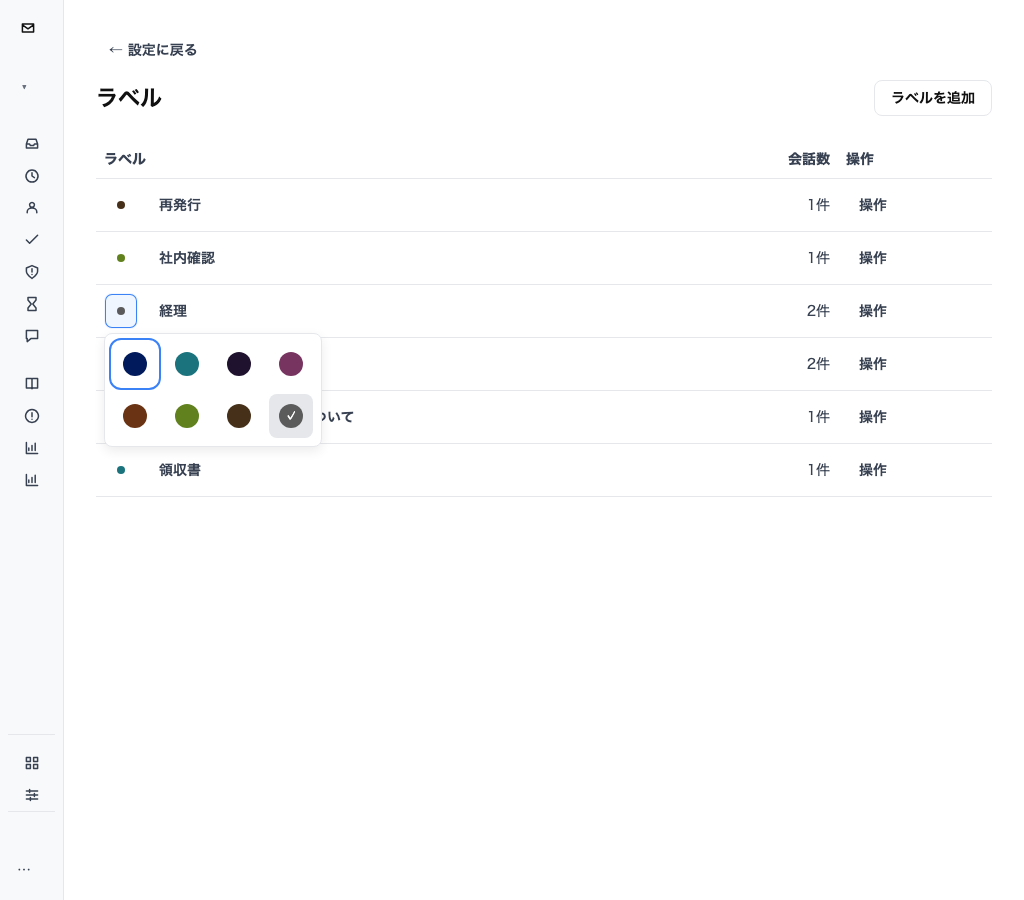 ← 設定に戻る
ラベル
ラベルを追加
ラベル 会話数 操作
再発行 1件 操作
社内確認 1件 操作
経理 2件 操作
2件 操作
ついて 1件 操作
領収書 1件 操作